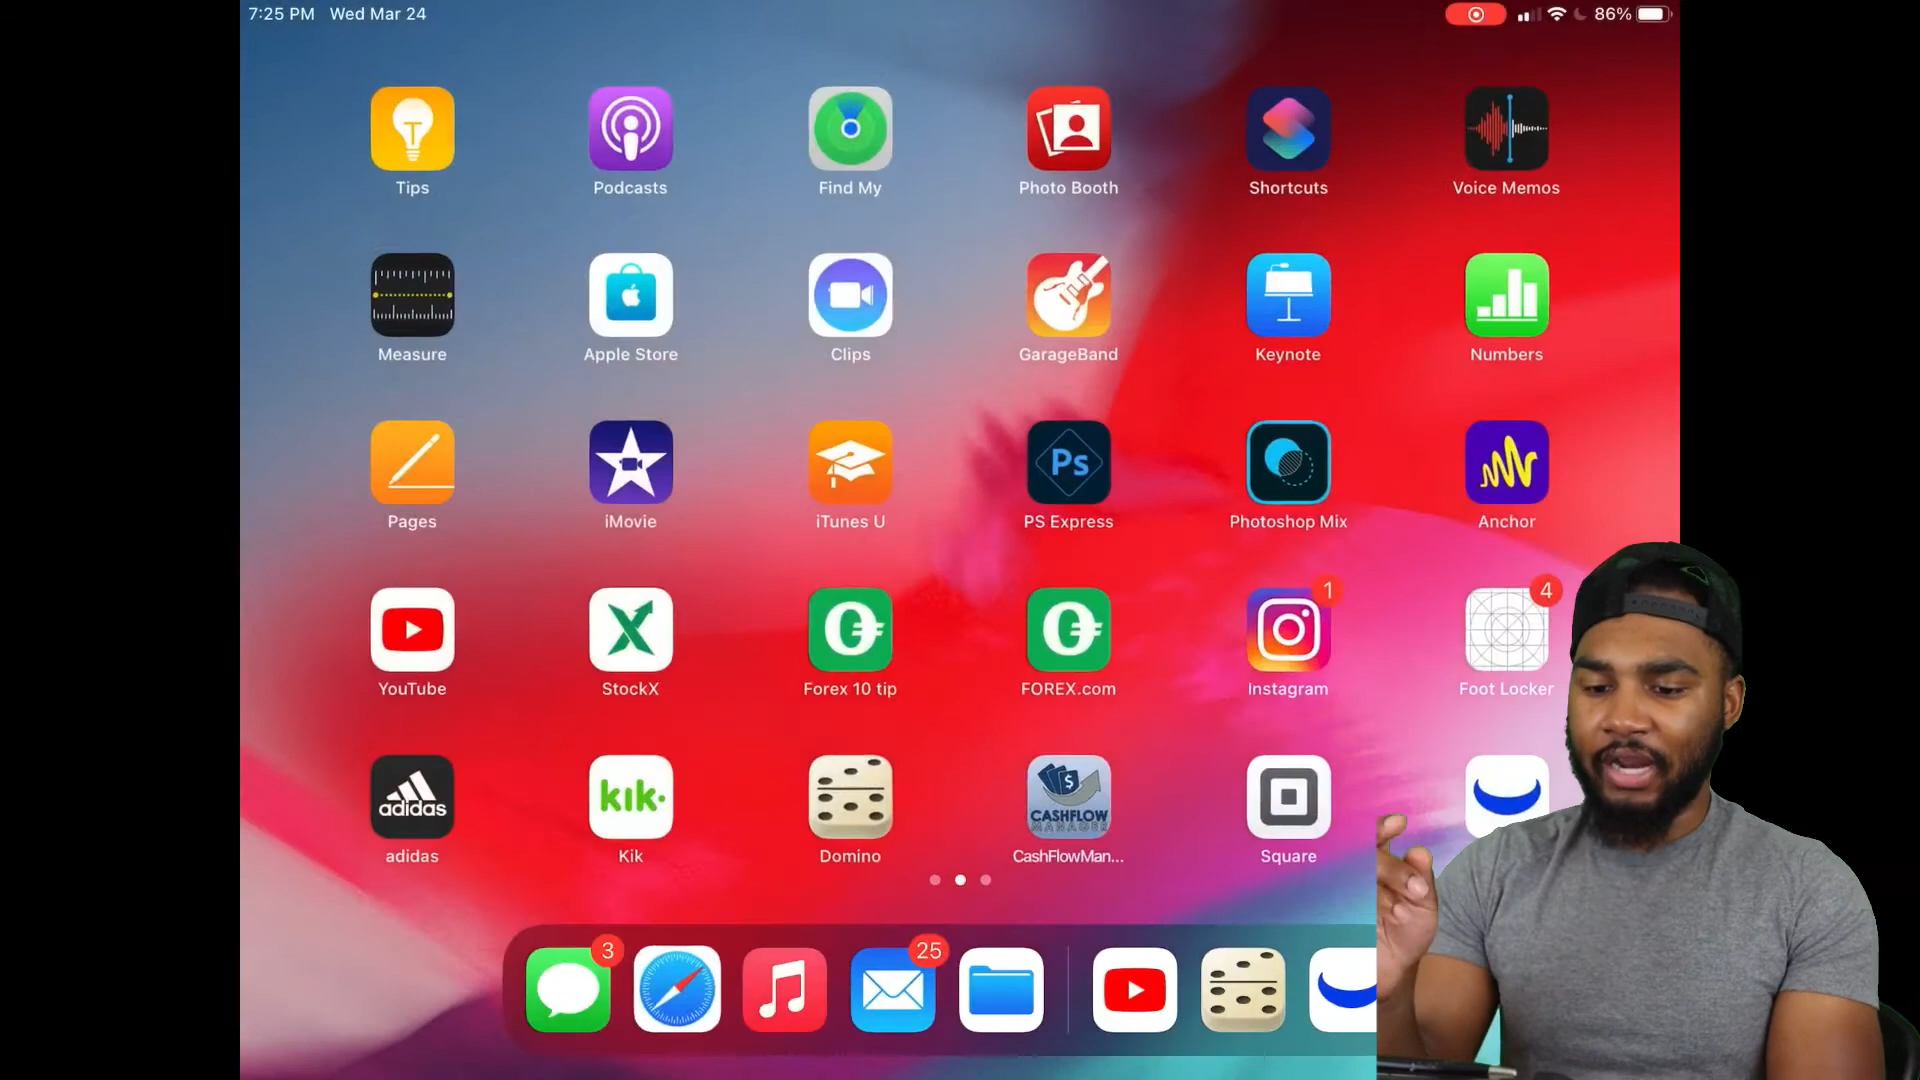 7:25 PM Wed Mar 24
86%
Tips
Podcasts
Find My
Photo Booth
Shortcuts
Voice Memos
Measure
Apple Store
Clips
GarageBand
Keynote
Numbers
Ps
Pages
iMovie
iTunes U
PS Express
Photoshop Mix
Anchor
1
4
YouTube
StockX
Forex 10 tip
FOREX.com
Instagram
Foot Locker
adidas
kik
CASHFLOW
MANAGER
adidas
Kik
Domino
CashFlowMan...
Square
3
25